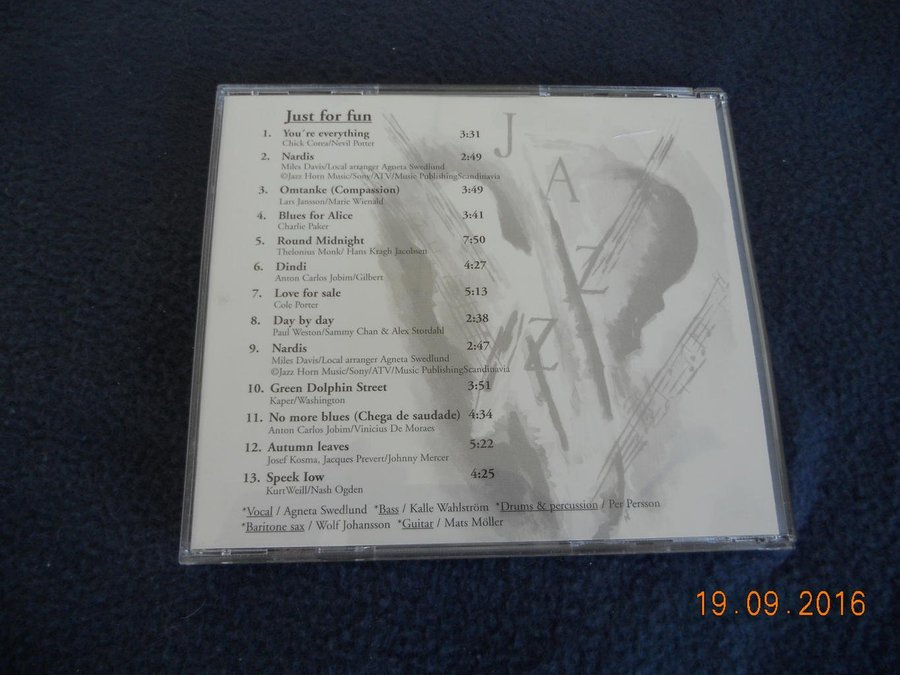 Just for fun
1. You´re everything 3:31
Chick Corea/Nevil Porter
2. Nardis 2:49
Miles Davis/Local arranger Agneta Swedlund
©Jazz Horn Music/Sony/ATV/Music PublishingScandinavia
3. Omtanke (Compassion) 3:49
Lars Jansson/Marie Wienald
4. Blues for Alice 3:41
Charlie Paker
5. Round Midnight 7:50
Thelonius Monk/ Hans Kragh Jacobsen
6. Dindi 4:27
Anton Carlos Jobim/Gilbert
7. Love for sale 5:13
Cole Porter
8. Day by day 2:38
Paul Weston/Sammy Chan & Alex Stordahl
9. Nardis 2:47
Miles Davis/Local arranger Agneta Swedlund
©Jazz Horn Music/Sony/ATV/Music PublishingScandinavia
10. Green Dolphin Street 3:51
Kaper/Washington
11. No more blues (Chega de saudade) 4:34
Anton Carlos Jobim/Vinicius De Moraes
12. Autumn leaves 5:22
Josef Kosma, Jacques Prevert/Johnny Mercer
13. Speek Iow 4:25
Kurt Weill/Nash Ogden
*Vocal / Agneta Swedlund *Bass / Kalle Wahlström *Drums & percussion / Per Persson
*Baritone sax / Wolf Johansson *Guitar / Mats Möller
JAZZ
19.09.2016